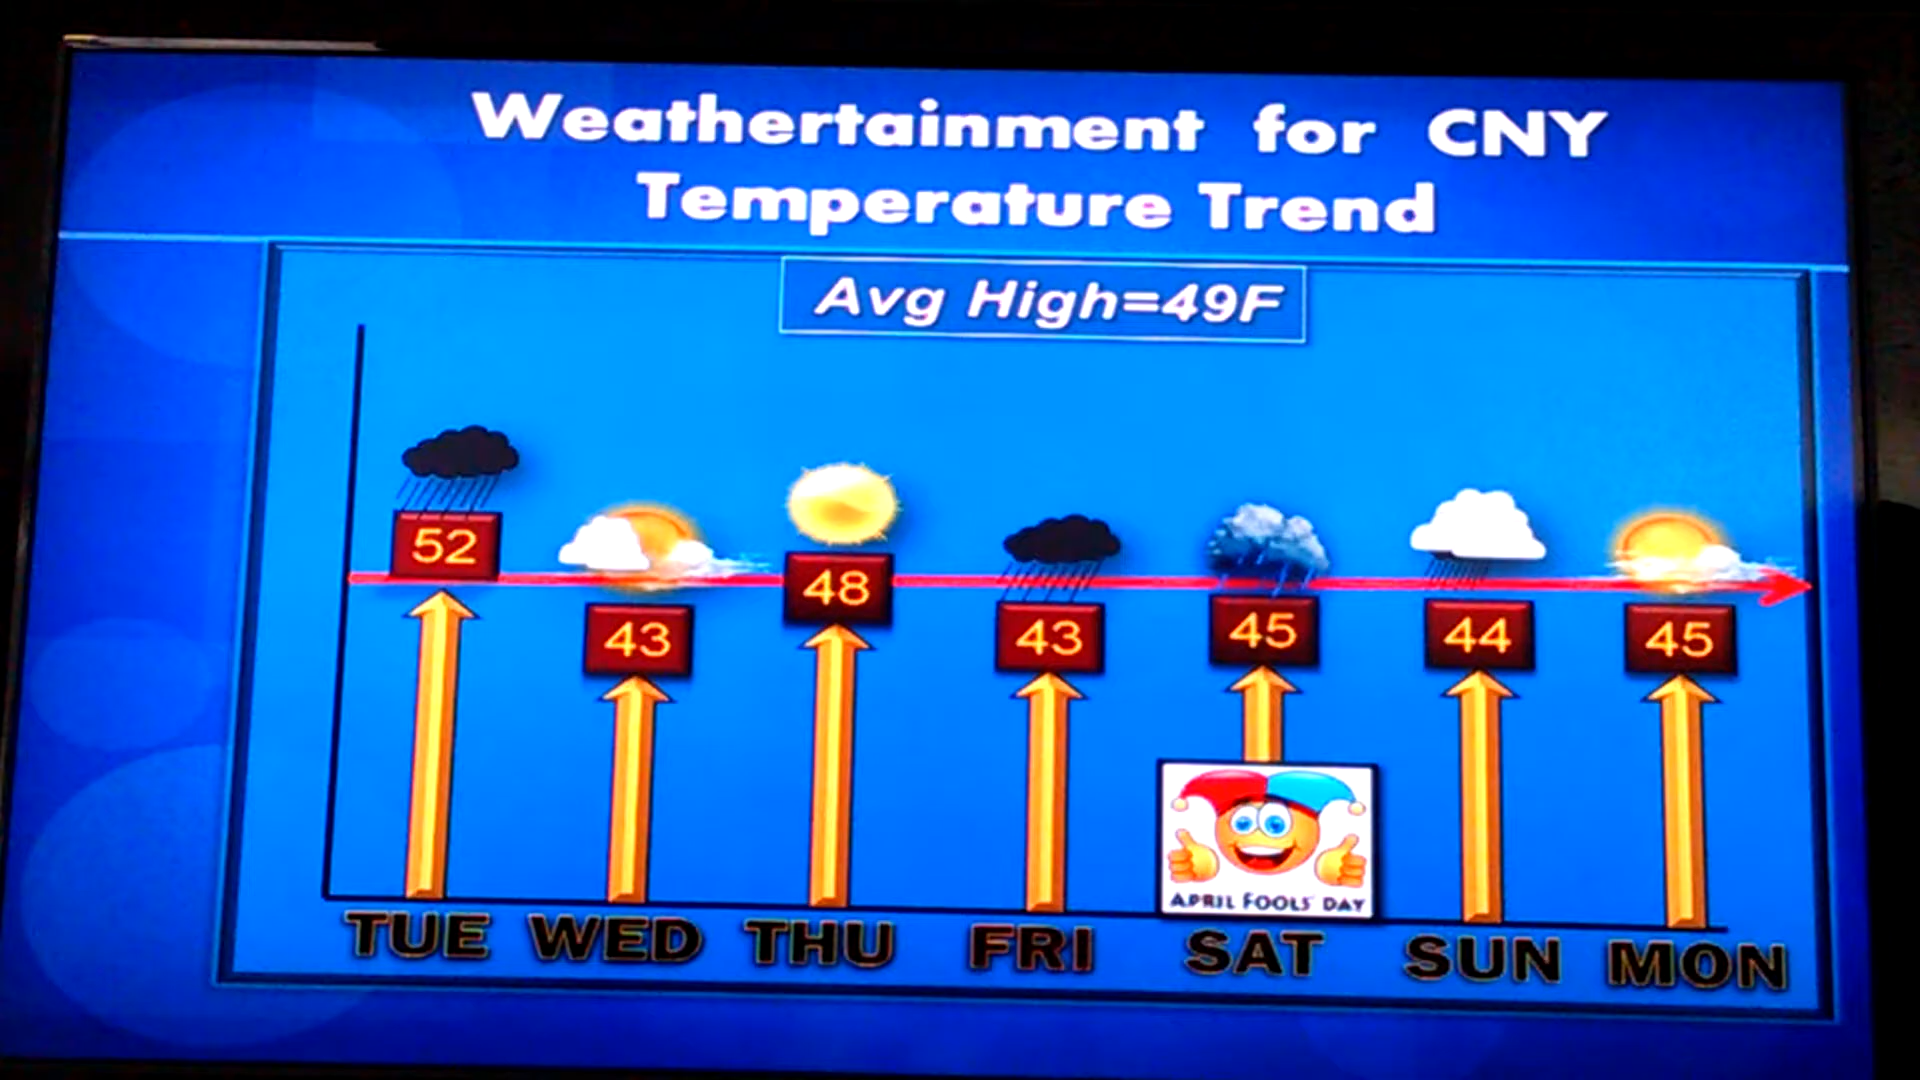 Weathertainment for CNY
Temperature Trend
Avg High=49F
52
43
48
43
45
44
45
APRIL FOOLS' DAY
TUE WED THU FRI SAT SUN MON